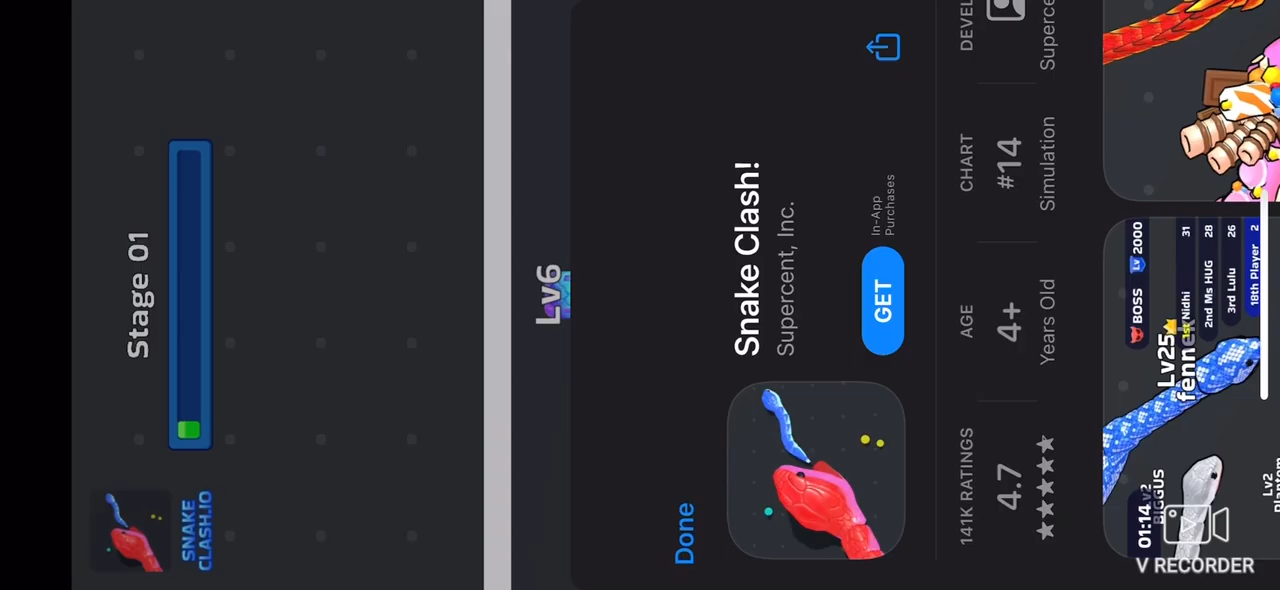 Stage 01
SNAKE
CLASH.IO
Lv6
Done
Snake Clash!
Supercent, Inc.
GET
In-App
Purchases
141K RATINGS
4.7
★★★★★
AGE
4+
Years Old
CHART
#14
Simulation
DEVEL
Superce
BOSS Lv 2000
1st Nidhi 31
2nd Ms HUG 28
3rd Lulu 26
18th Player 2
Lv25
01:14
Lv2
BIGGUS
Lv2
V RECORDER